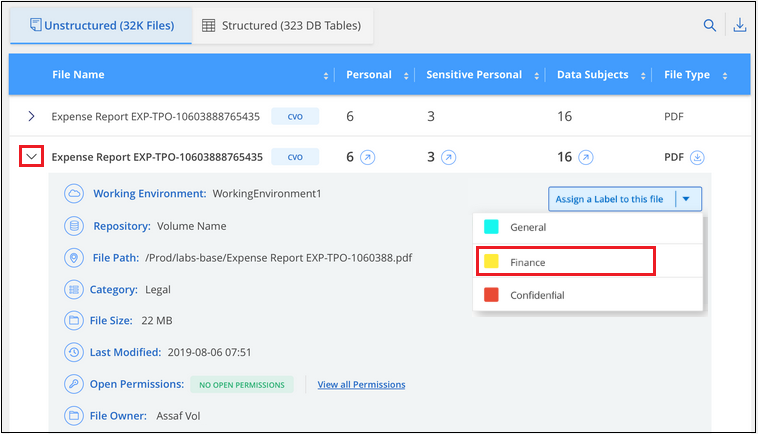 Unstructured (32K Files) Structured (323 DB Tables)
File Name Personal Sensitive Personal Data Subjects File Type
Expense Report EXP-TPO-10603888765435 CVO 6 3 16 PDF
Expense Report EXP-TPO-10603888765435 CVO 6 3 16 PDF
Working Environment: WorkingEnvironment1 Assign a Label to this file
Repository: Volume Name General
File Path: /Prod/labs-base/Expense Report EXP-TPO-1060388.pdf Finance
Category: Legal Confidential
File Size: 22 MB
Last Modified: 2019-08-06 07:51
Open Permissions: NO OPEN PERMISSIONS View all Permissions
File Owner: Assaf Vol